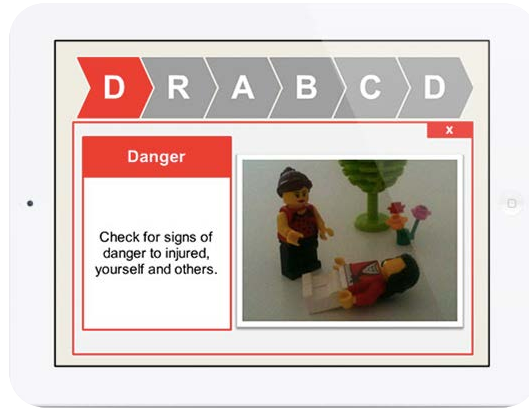 D R A B C D
x
Danger
Check for signs of
danger to injured,
yourself and others.